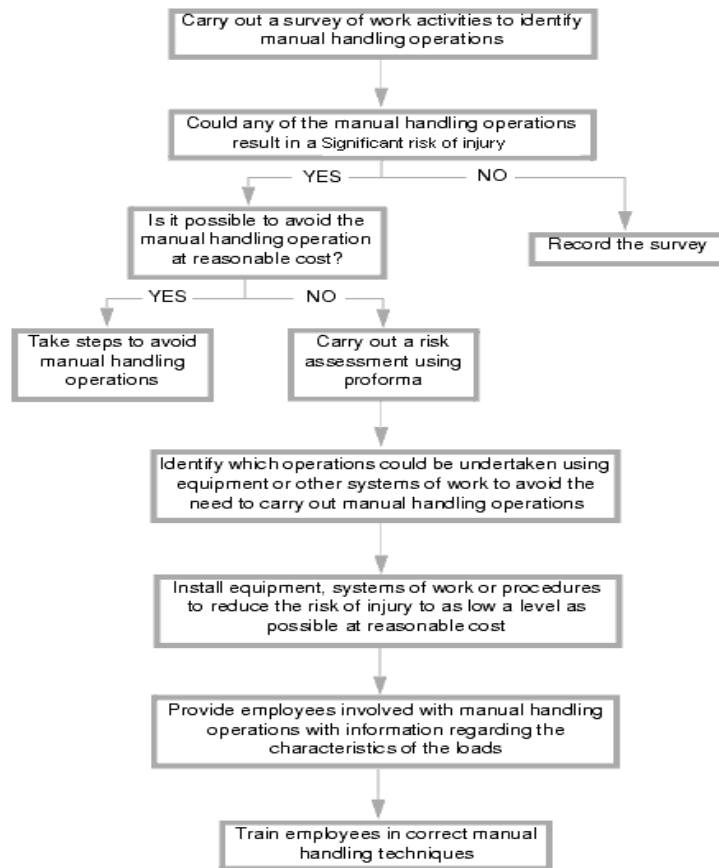 Carry out a survey of work activities to identify
manual handling operations
Could any of the manual handling operations
result in a Significant risk of injury
YES
NO
Is it possible to avoid the
manual handling operation
at reasonable cost?
Record the survey
YES
NO
Take steps to avoid
manual handling
operations
Carry out a risk
assessment using
proforma
Identify which operations could be undertaken using
equipment or other systems of work to avoid the
need to carry out manual handling operations
Install equipment, systems of work or procedures
to reduce the risk of injury to as low a level as
possible at reasonable cost
Provide employees involved with manual handling
operations with information regarding the
characteristics of the loads
Train employees in correct manual
handling techniques